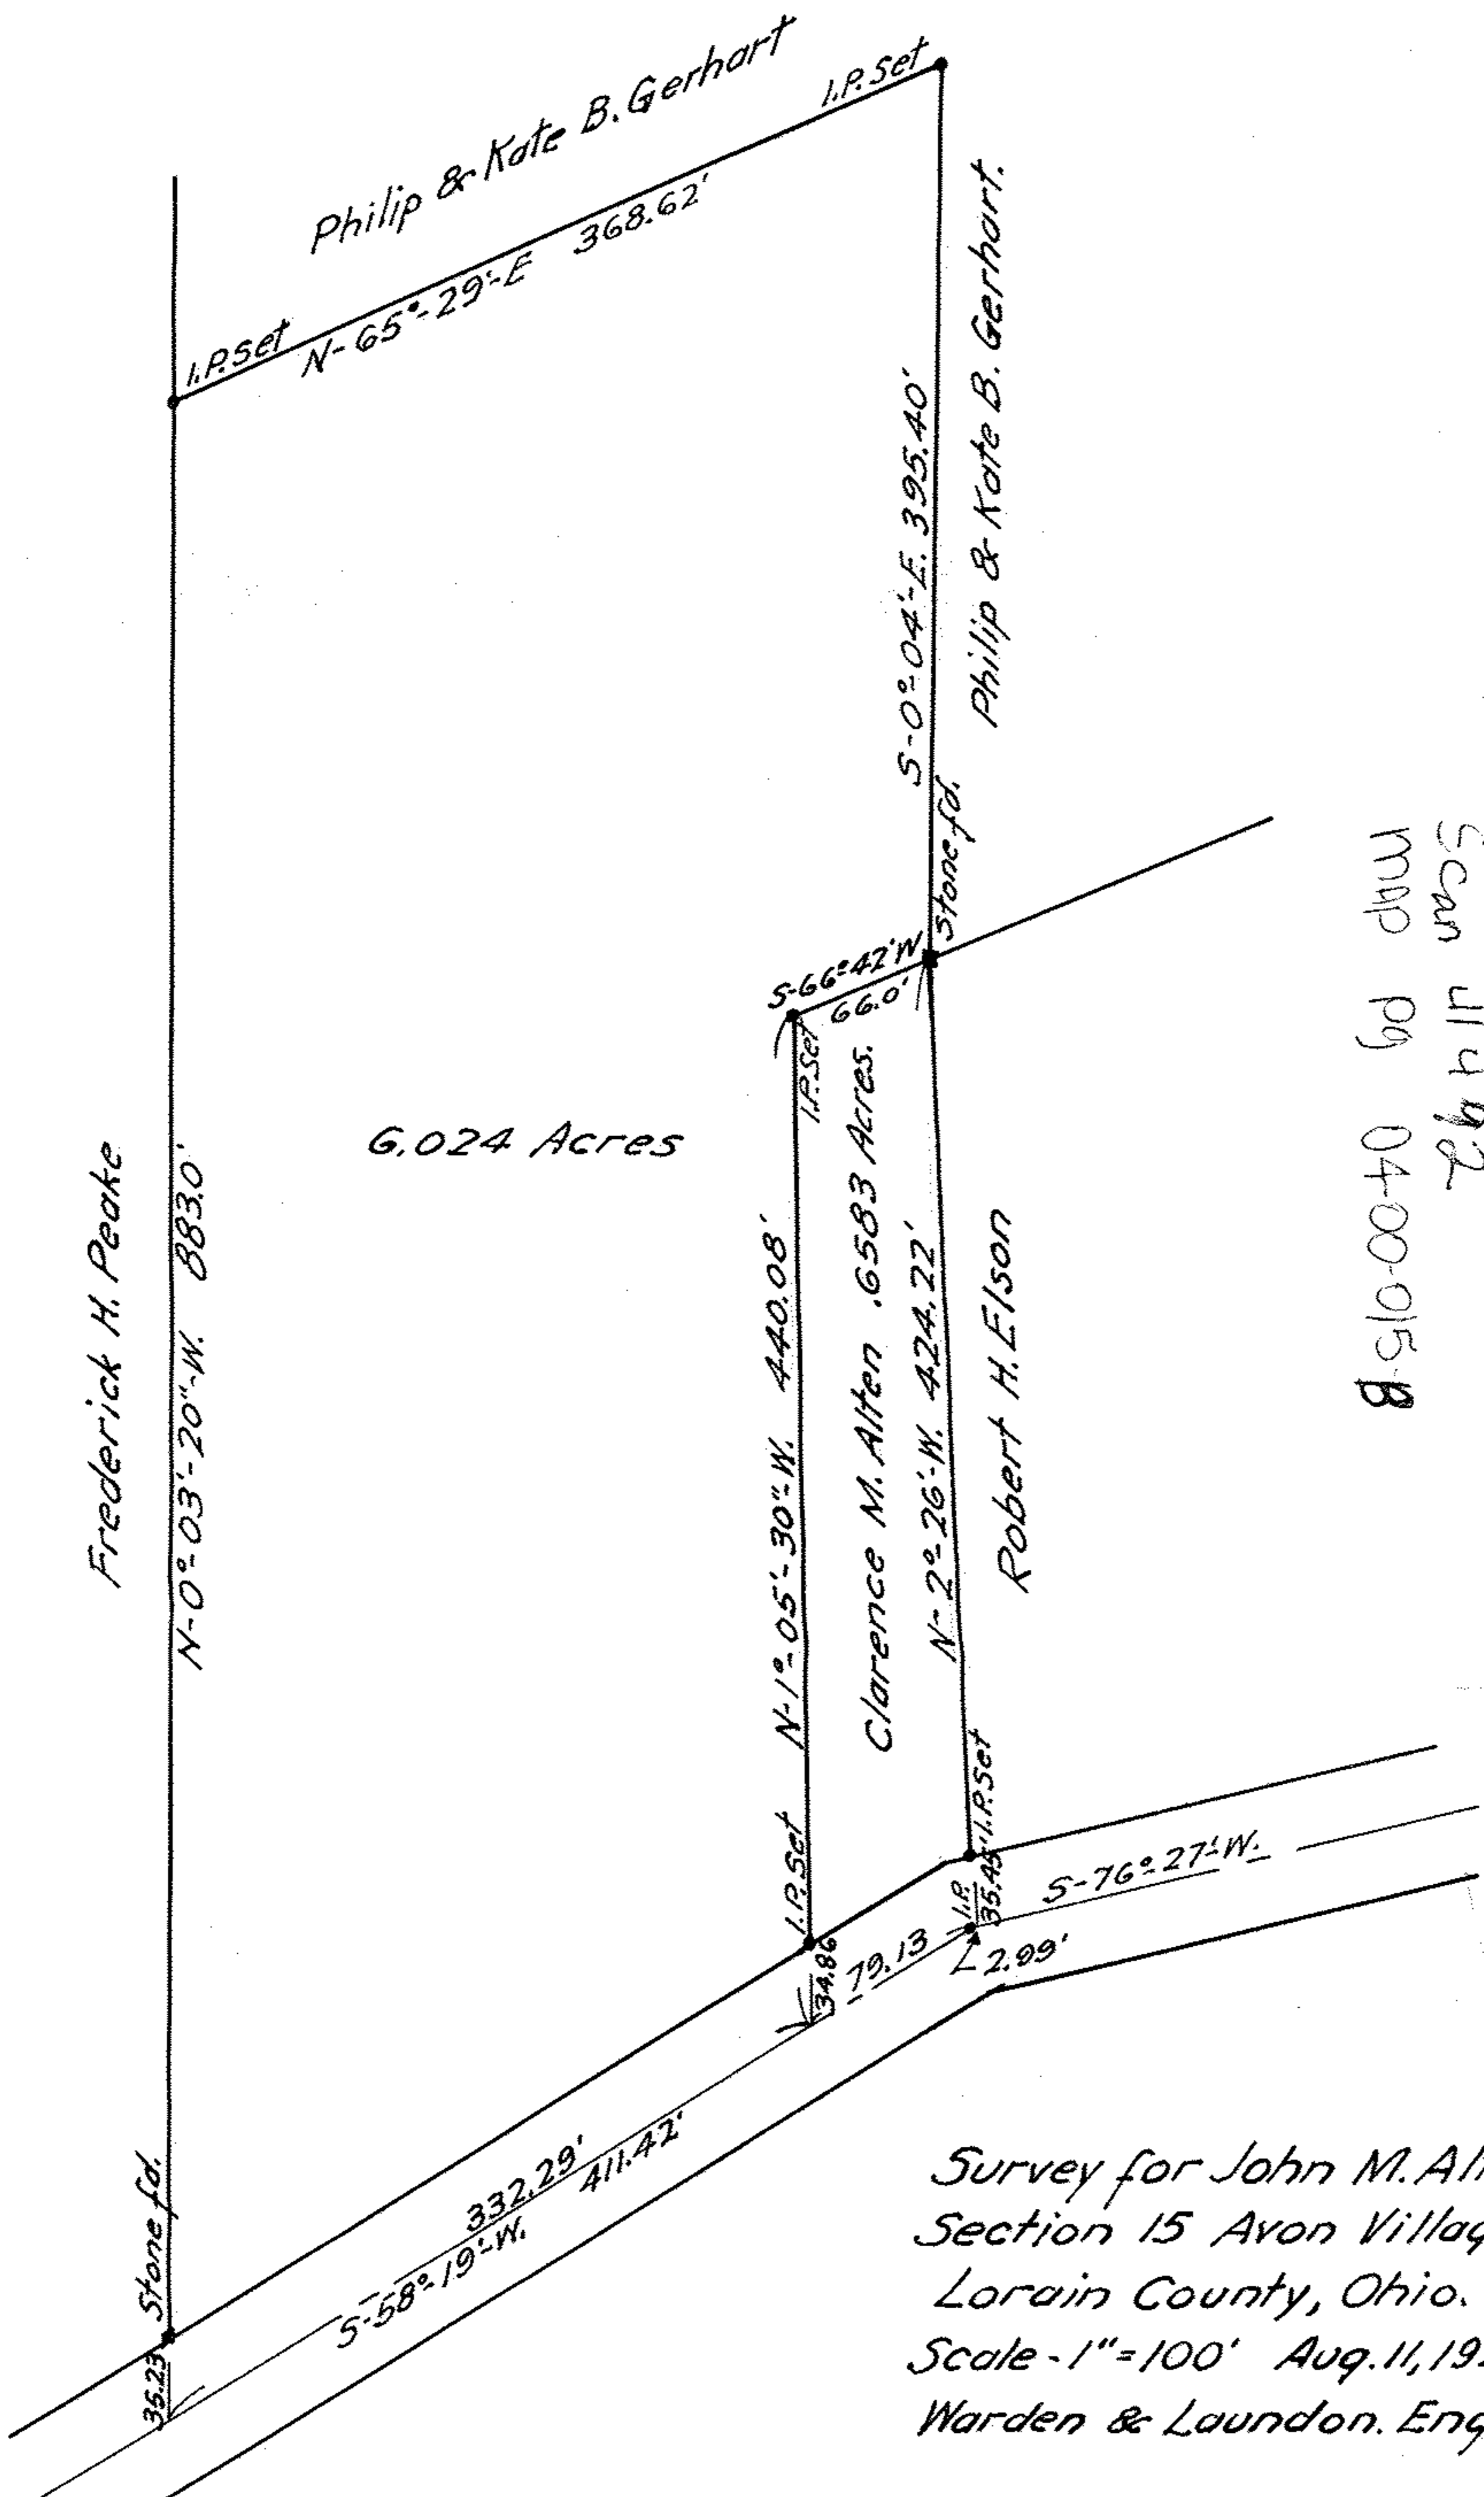 Philip & Kate B. Gerhart
I.P. Set
I.P. Set
N-65°-29'-E 368.62'
Philip & Kate B. Gerhart.
S-0°-04'-E. 395.40'
Stone fd.
S-66°-42'W
66.0'
I.P. Set
6.024 Acres
Frederick H. Peake
N-0°-03'-20"-W. 883.0'
N-1°-05'-30"-W. 440.08'
Clarence M. Alten .6583 Acres.
N-2°-26'-W. 424.22'
Robert H. Elson
map pg 04-00-015-B
I.P. Set
I.P. Set
I.P.
35.45'
S-76°-27'-W.
2.99'
79.13
34.86
332.29'
411.42'
S-58°-19'-W.
Stone fd.
35.23
Survey for John M. Al
Section 15 Avon Villag
Lorain County, Ohio.
Scale - 1"=100' Aug. 11, 19
Warden & Laundon. Eng